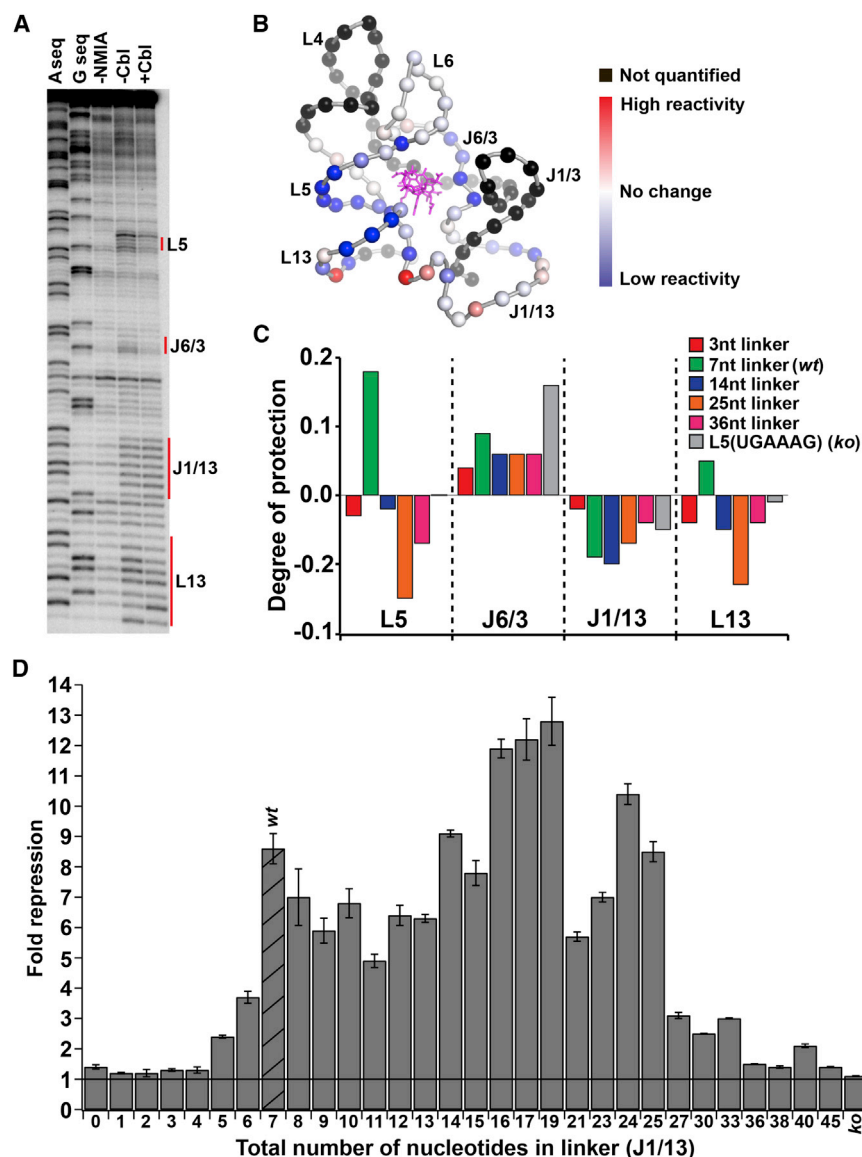 A
A seq
G seq
-NMIA
-Cbl
+Cbl
L5
J6/3
J1/13
L13
B
L4
L6
J6/3
J1/3
L5
L13
J1/13
Not quantified
High reactivity
No change
Low reactivity
C
Degree of protection
0.2
0.1
0.0
-0.2
-0.1
3nt linker
7nt linker (wt)
14nt linker
25nt linker
36nt linker
L5(UGAAAG) (ko)
L5 J6/3 J1/13 L13
D
Fold repression
14
13
12
11
10
9
8
7
6
5
4
3
2
1
0
wt
0 1 2 3 4 5 6 7 8 9 10 11 12 13 14 15 16 17 19 21 23 24 25 27 30 33 36 38 40 45 ko
Total number of nucleotides in linker (J1/13)